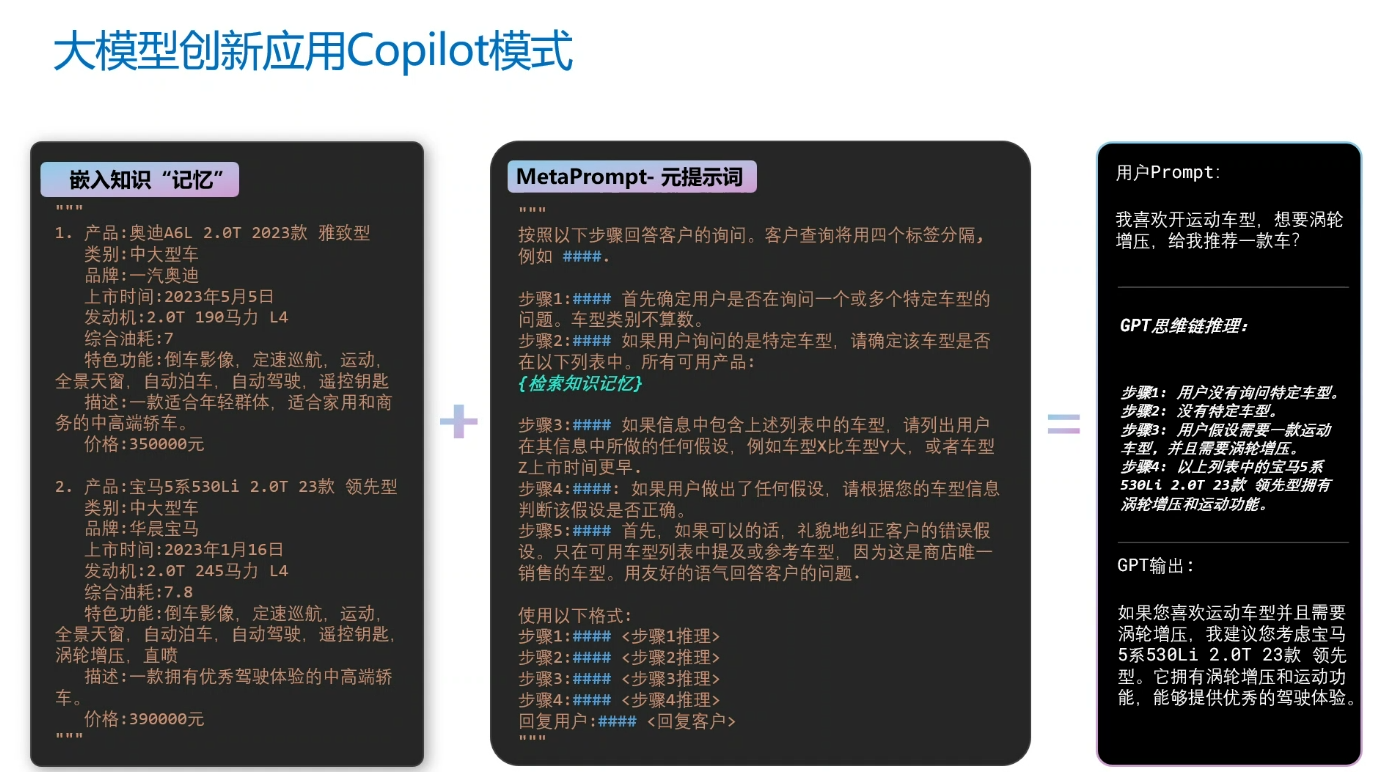 大模型创新应用Copilot模式
嵌入知识“记忆”
"""
1. 产品:奥迪A6L 2.0T 2023款 雅致型
类别:中大型车
品牌:一汽奥迪
上市时间:2023年5月5日
发动机:2.0T 190马力 L4
综合油耗:7
特色功能:倒车影像，定速巡航，运动，
全景天窗，自动泊车，自动驾驶，遥控钥匙
描述:一款适合年轻群体，适合家用和商
务的中高端轿车。
价格:350000元
2. 产品:宝马5系530Li 2.0T 23款 领先型
类别:中大型车
品牌:华晨宝马
上市时间:2023年1月16日
发动机:2.0T 245马力 L4
综合油耗:7.8
特色功能:倒车影像，定速巡航，运动，
全景天窗，自动泊车，自动驾驶，遥控钥匙，
涡轮增压，直喷
描述:一款拥有优秀驾驶体验的中高端轿
车。
价格:390000元
"""
+
MetaPrompt- 元提示词
"""
按照以下步骤回答客户的询问。客户查询将用四个标签分隔，
例如 ####.
步骤1:#### 首先确定用户是否在询问一个或多个特定车型的
问题。车型类别不算数。
步骤2:#### 如果用户询问的是特定车型，请确定该车型是否
在以下列表中。所有可用产品:
{检索知识记忆}
步骤3:#### 如果信息中包含上述列表中的车型，请列出用户
在其信息中所做的任何假设，例如车型X比车型Y大，或者车型
Z上市时间更早.
步骤4:####: 如果用户做出了任何假设，请根据您的车型信息
判断该假设是否正确。
步骤5:#### 首先，如果可以的话，礼貌地纠正客户的错误假
设。只在可用车型列表中提及或参考车型，因为这是商店唯一
销售的车型。用友好的语气回答客户的问题.
使用以下格式:
步骤1:#### <步骤1推理>
步骤2:#### <步骤2推理>
步骤3:#### <步骤3推理>
步骤4:#### <步骤4推理>
回复用户:#### <回复客户>
"""
=
用户Prompt:
我喜欢开运动车型，想要涡轮
增压，给我推荐一款车?
GPT思维链推理:
步骤1: 用户没有询问特定车型。
步骤2: 没有特定车型。
步骤3: 用户假设需要一款运动
车型，并且需要涡轮增压。
步骤4: 以上列表中的宝马5系
530Li 2.0T 23款 领先型拥有
涡轮增压和运动功能。
GPT输出:
如果您喜欢运动车型并且需要
涡轮增压，我建议您考虑宝马
5系530Li 2.0T 23款 领先
型。它拥有涡轮增压和运动功
能，能够提供优秀的驾驶体验。